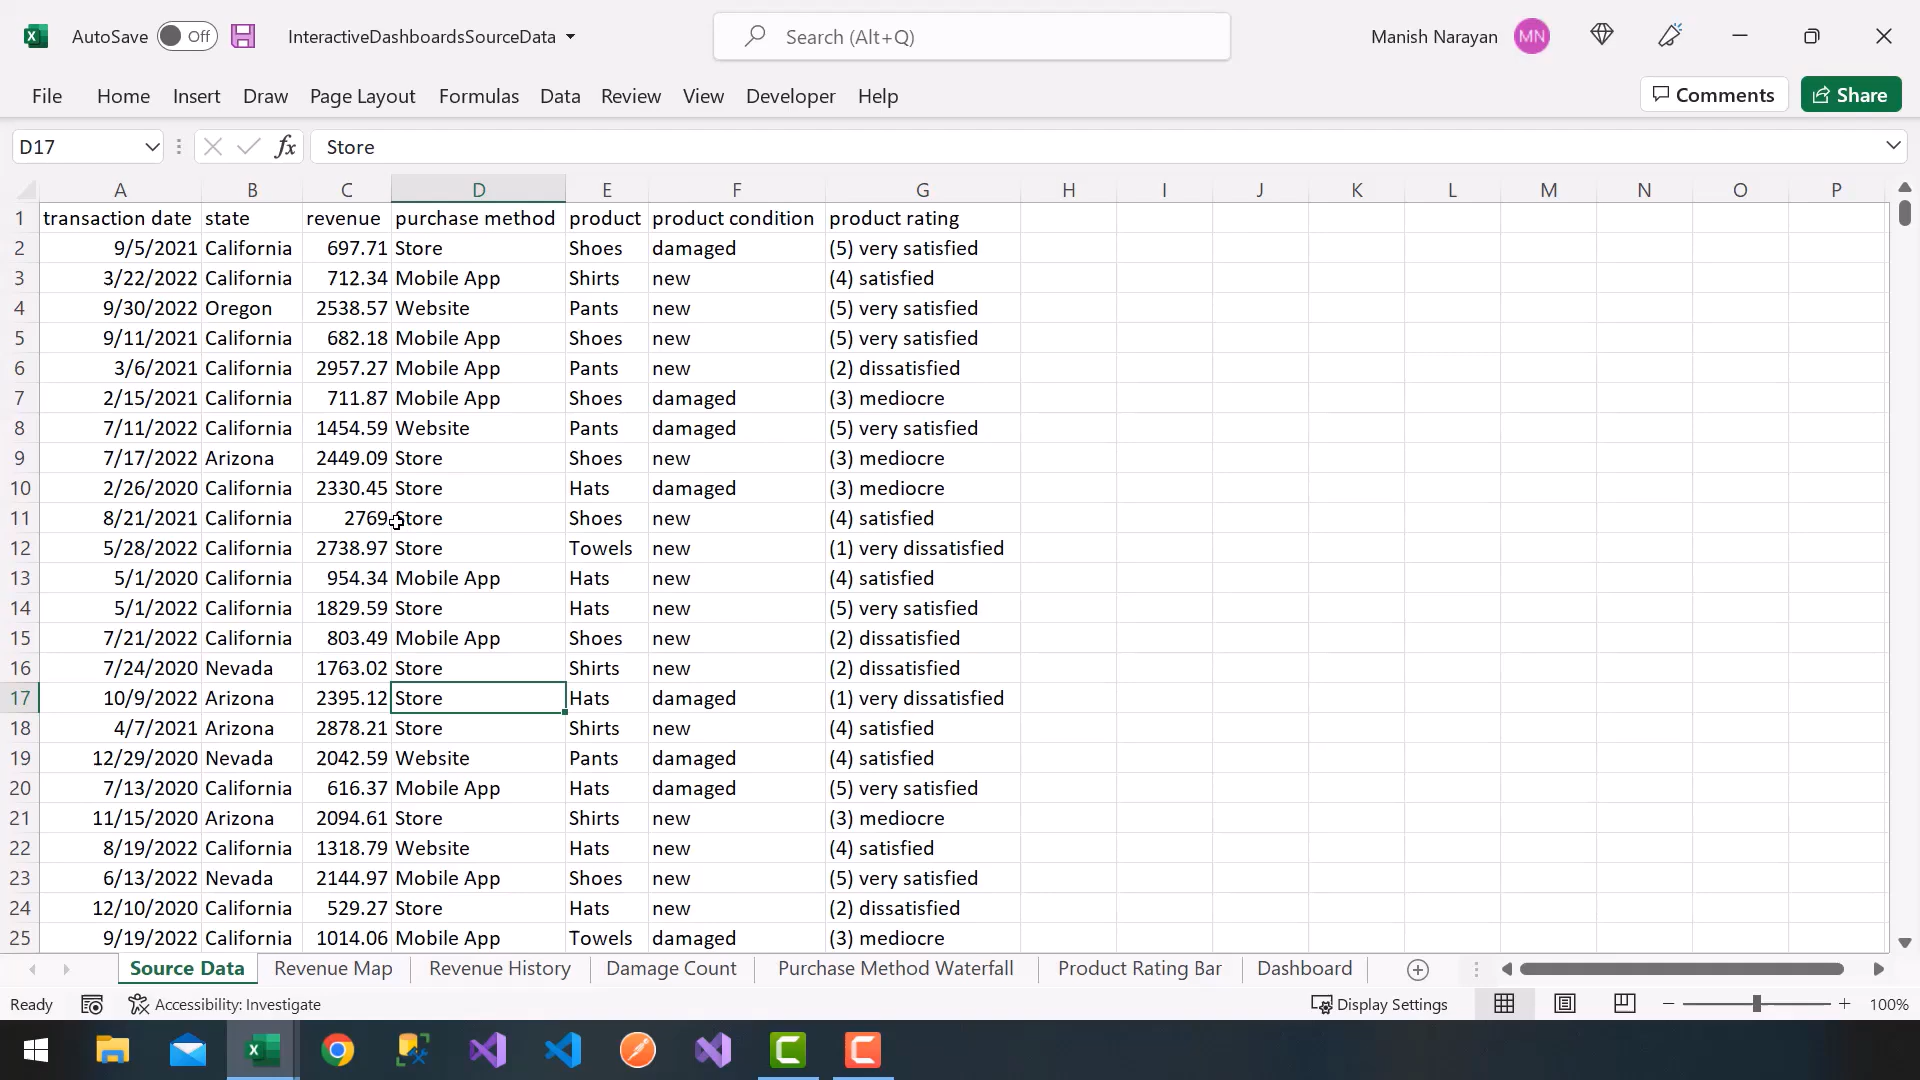 AutoSave Off InteractiveDashboardsSourceData Search (Alt+Q) Manish Narayan MN
File Home Insert Draw Page Layout Formulas Data Review View Developer Help Comments Share
D17 fx Store
A B C D E F G H I J K L M N O P
1 transaction date state revenue purchase method product product condition product rating
2 9/5/2021 California 697.71 Store Shoes damaged (5) very satisfied
3 3/22/2022 California 712.34 Mobile App Shirts new (4) satisfied
4 9/30/2022 Oregon 2538.57 Website Pants new (5) very satisfied
5 9/11/2021 California 682.18 Mobile App Shoes new (5) very satisfied
6 3/6/2021 California 2957.27 Mobile App Pants new (2) dissatisfied
7 2/15/2021 California 711.87 Mobile App Shoes damaged (3) mediocre
8 7/11/2022 California 1454.59 Website Pants damaged (5) very satisfied
9 7/17/2022 Arizona 2449.09 Store Shoes new (3) mediocre
10 2/26/2020 California 2330.45 Store Hats damaged (3) mediocre
11 8/21/2021 California 2769 Store Shoes new (4) satisfied
12 5/28/2022 California 2738.97 Store Towels new (1) very dissatisfied
13 5/1/2020 California 954.34 Mobile App Hats new (4) satisfied
14 5/1/2022 California 1829.59 Store Hats new (5) very satisfied
15 7/21/2022 California 803.49 Mobile App Shoes new (2) dissatisfied
16 7/24/2020 Nevada 1763.02 Store Shirts new (2) dissatisfied
17 10/9/2022 Arizona 2395.12 Store Hats damaged (1) very dissatisfied
18 4/7/2021 Arizona 2878.21 Store Shirts new (4) satisfied
19 12/29/2020 Nevada 2042.59 Website Pants damaged (4) satisfied
20 7/13/2020 California 616.37 Mobile App Hats damaged (5) very satisfied
21 11/15/2020 Arizona 2094.61 Store Shirts new (3) mediocre
22 8/19/2022 California 1318.79 Website Hats new (4) satisfied
23 6/13/2022 Nevada 2144.97 Mobile App Shoes new (5) very satisfied
24 12/10/2020 California 529.27 Store Hats new (2) dissatisfied
25 9/19/2022 California 1014.06 Mobile App Towels damaged (3) mediocre
Source Data Revenue Map Revenue History Damage Count Purchase Method Waterfall Product Rating Bar Dashboard
Ready Accessibility: Investigate Display Settings 100%